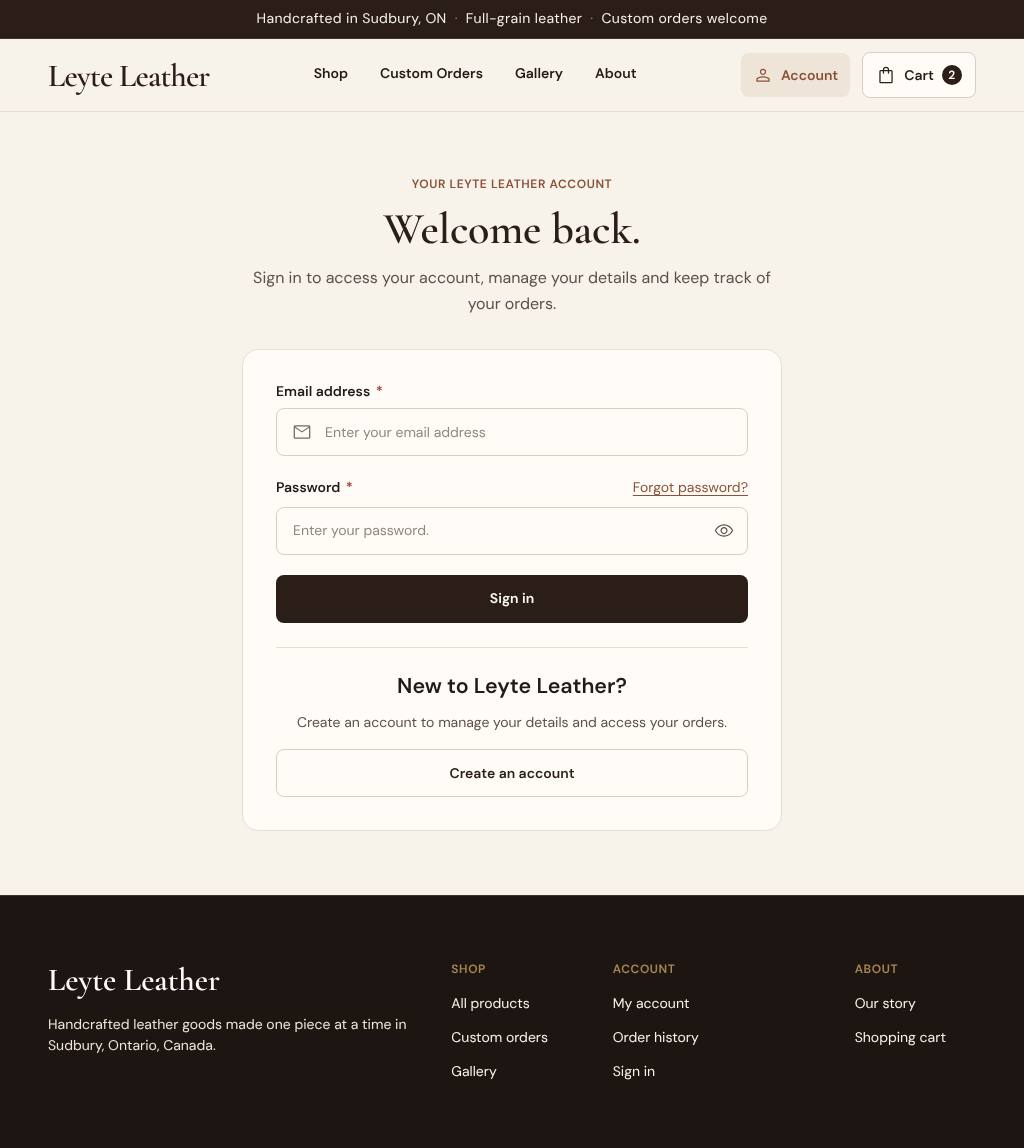 Handcrafted in Sudbury, ON · Full-grain leather · Custom orders welcome
Leyte Leather
Shop
Custom Orders
Gallery
About
Account
Cart 2
YOUR LEYTE LEATHER ACCOUNT
Welcome back.
Sign in to access your account, manage your details and keep track of
your orders.
Email address *
Enter your email address
Password *
Forgot password?
Enter your password.
Sign in
New to Leyte Leather?
Create an account to manage your details and access your orders.
Create an account
Leyte Leather
Handcrafted leather goods made one piece at a time in
Sudbury, Ontario, Canada.
SHOP
All products
Custom orders
Gallery
ACCOUNT
My account
Order history
Sign in
ABOUT
Our story
Shopping cart